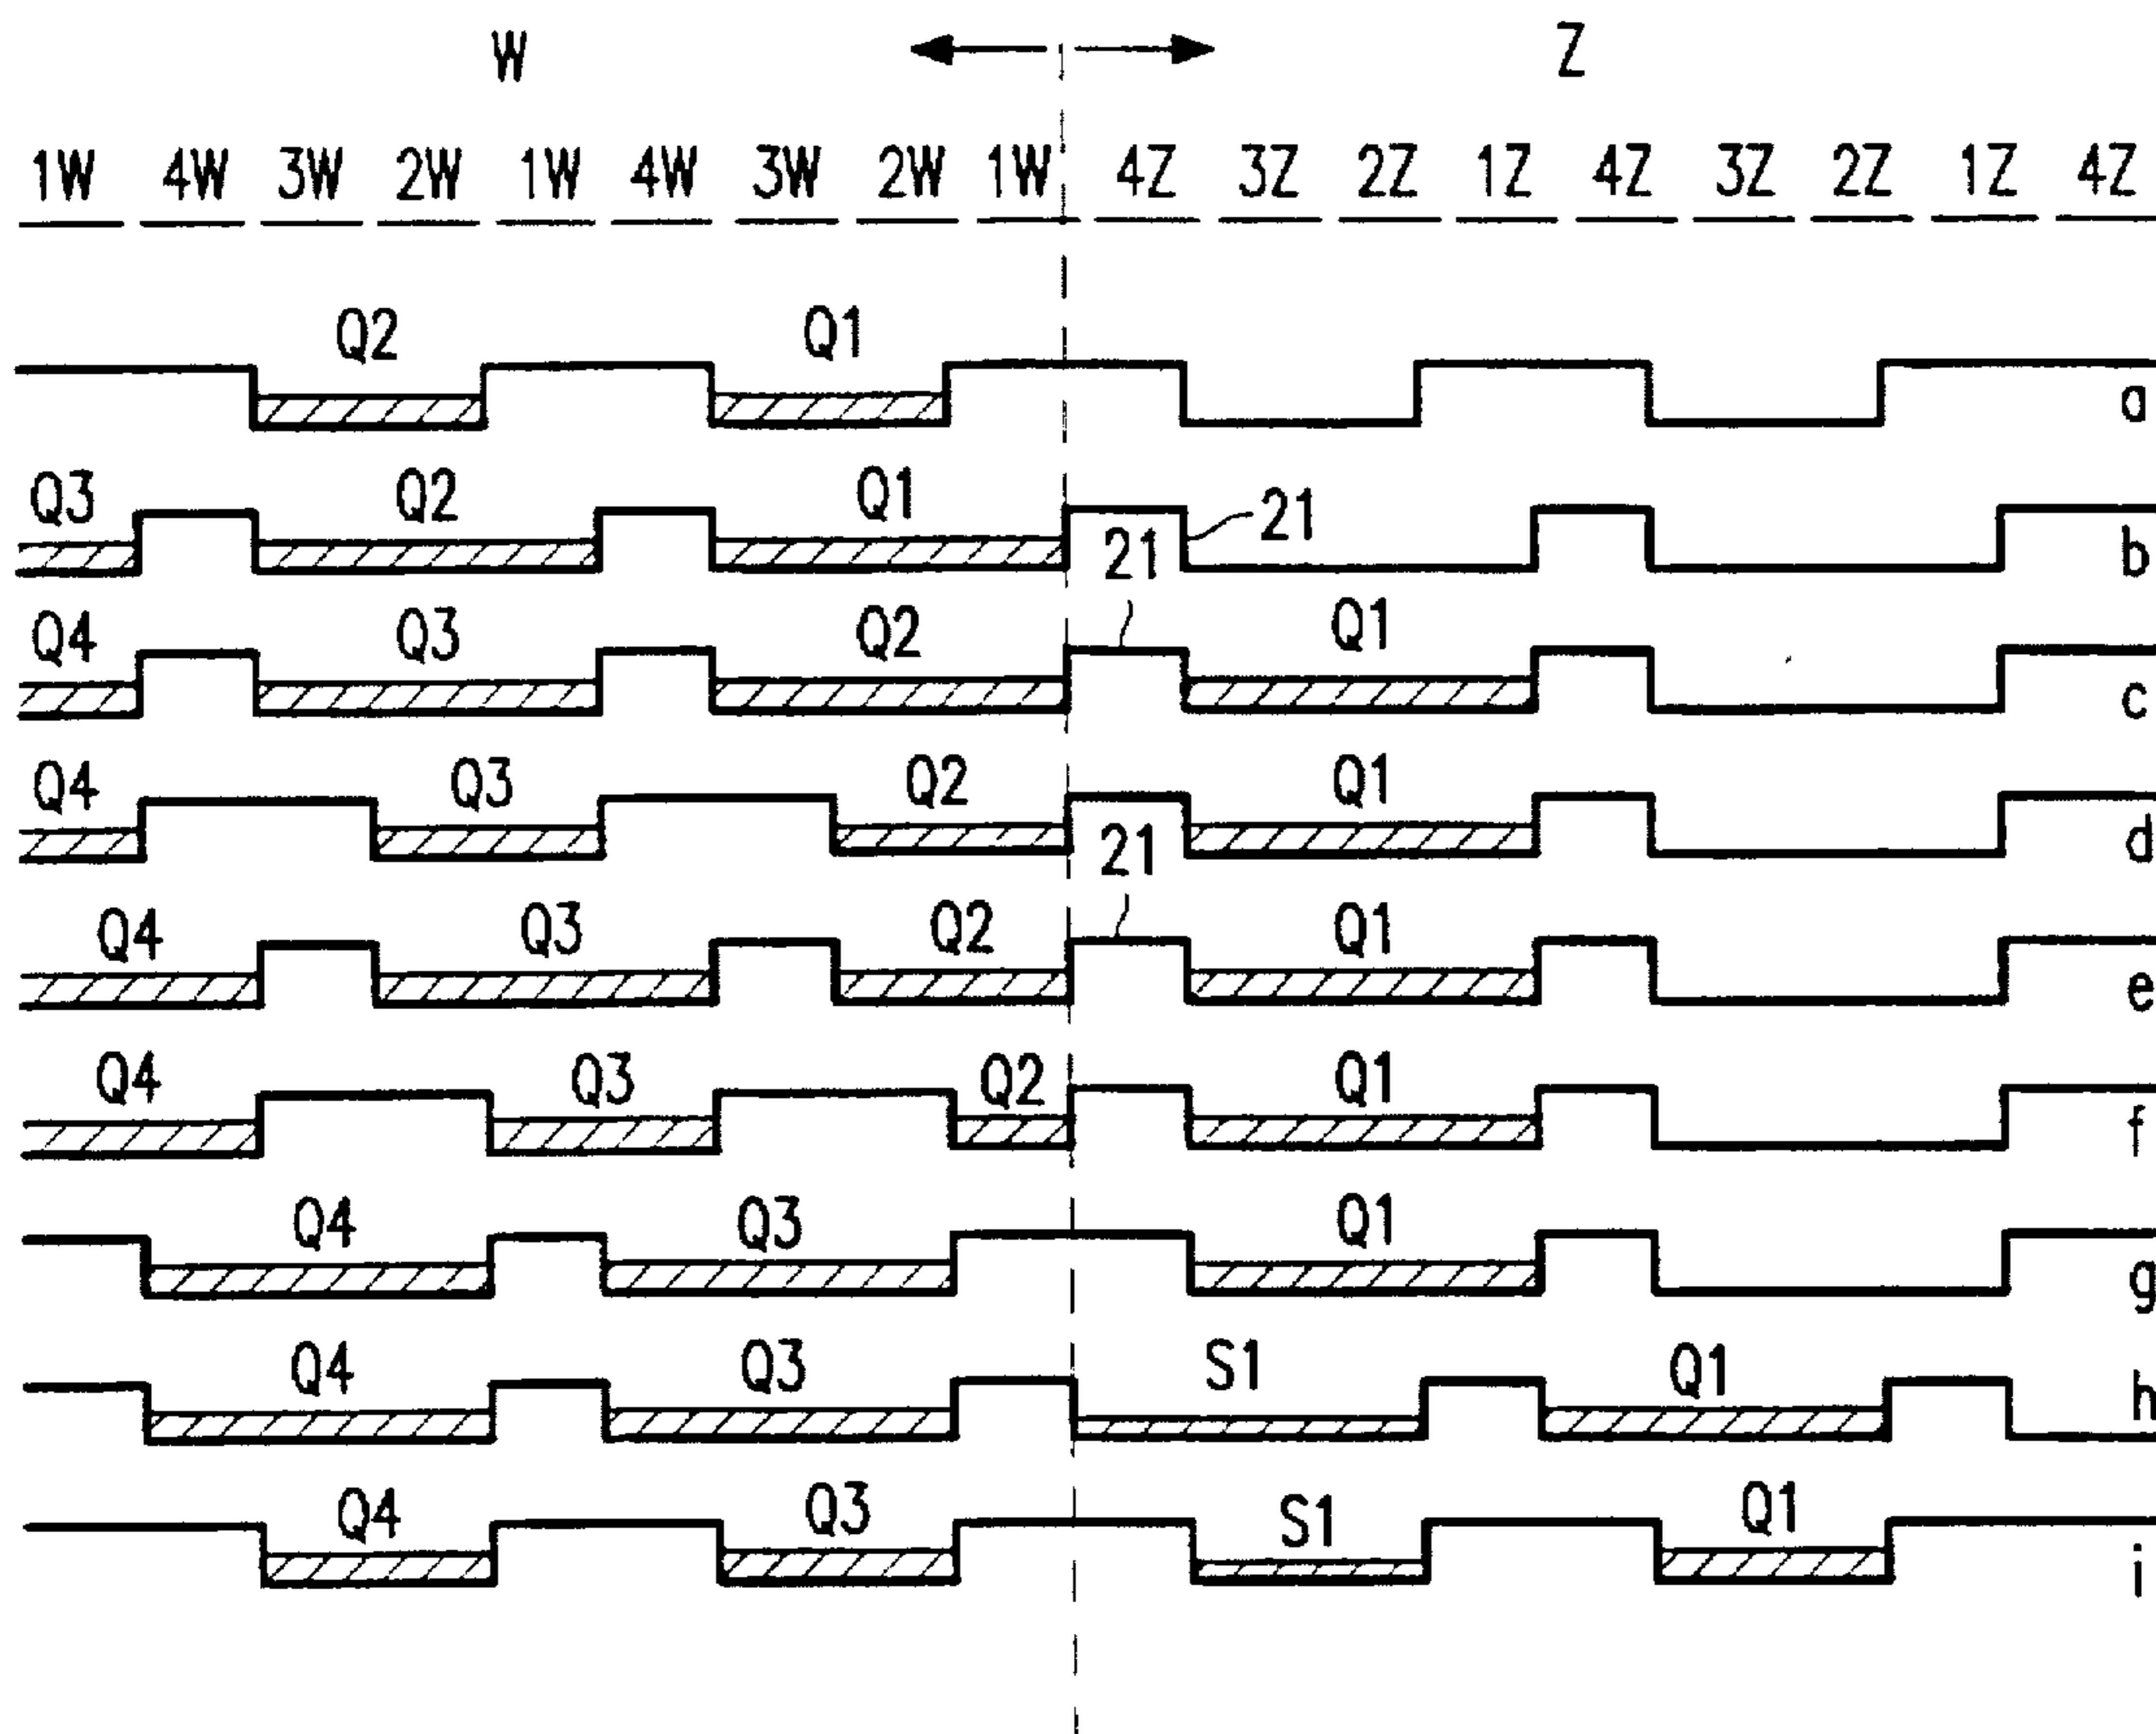 W Z
1W 4W 3W 2W 1W 4W 3W 2W 1W 4Z 3Z 2Z 1Z 4Z 3Z 2Z 1Z 4Z
Q2 Q1
a
Q3 Q2 Q1 21
21 b
Q4 Q3 Q2 Q1
c
Q4 Q3 Q2 Q1
21 d
Q4 Q3 Q2 Q1
e
Q4 Q3 Q2 Q1
f
Q4 Q3 Q1
g
Q4 Q3 S1 Q1
h
Q4 Q3 S1 Q1
i